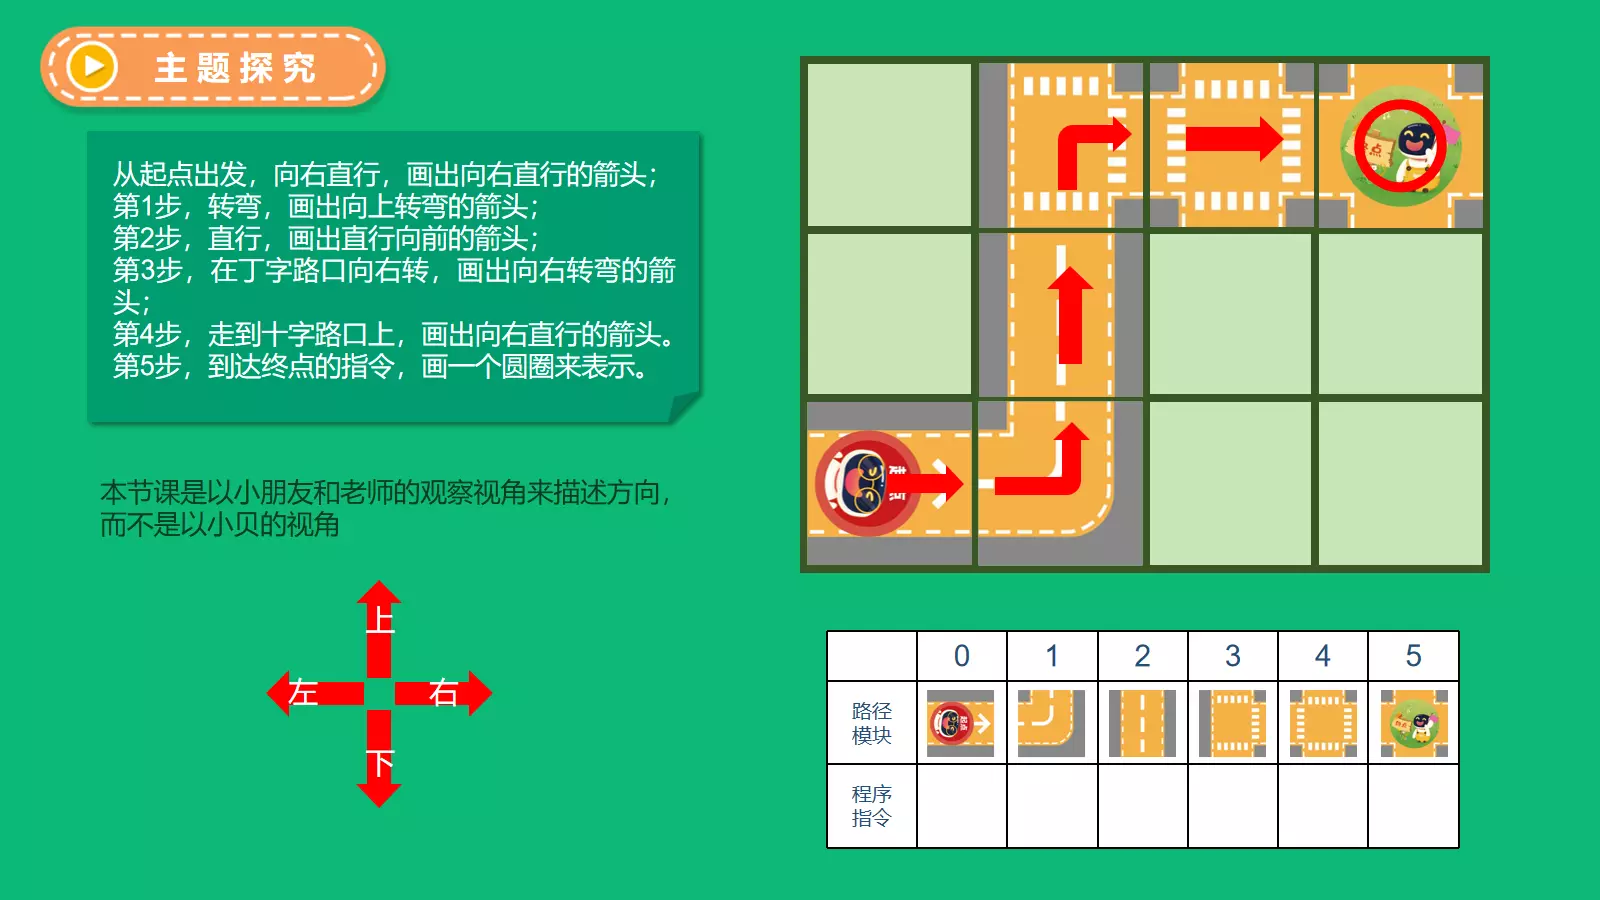 主题探究
从起点出发，向右直行，画出向右直行的箭头；
第1步，转弯，画出向上转弯的箭头；
第2步，直行，画出直行向前的箭头；
第3步，在丁字路口向右转，画出向右转弯的箭
头；
第4步，走到十字路口上，画出向右直行的箭头。
第5步，到达终点的指令，画一个圆圈来表示。
本节课是以小朋友和老师的观察视角来描述方向，
而不是以小贝的视角
上
左
右
下
0 1 2 3 4 5
路径
模块
起点
终点
程序
指令